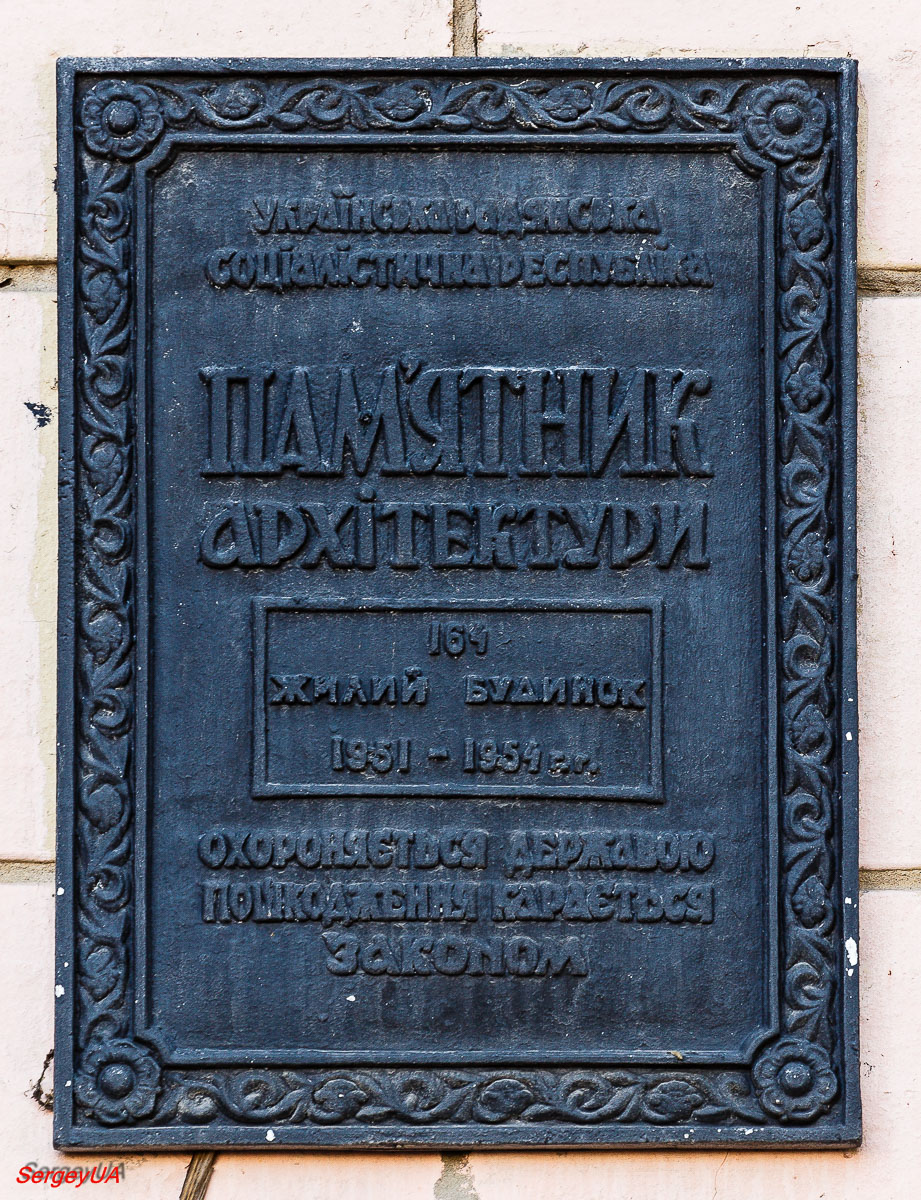 УКРАЇНСЬКА РАДЯНСЬКА
СОЦІАЛІСТИЧНА РЕСПУБЛІКА
ПАМ'ЯТНИК
АРХІТЕКТУРИ
164
ЖИЛИЙ БУДИНОК
1951 - 1954 г.г.
ОХОРОНЯЄТЬСЯ ДЕРЖАВОЮ
ПОШКОДЖЕННЯ КАРАЄТЬСЯ
ЗАКОНОМ
SergeyUA